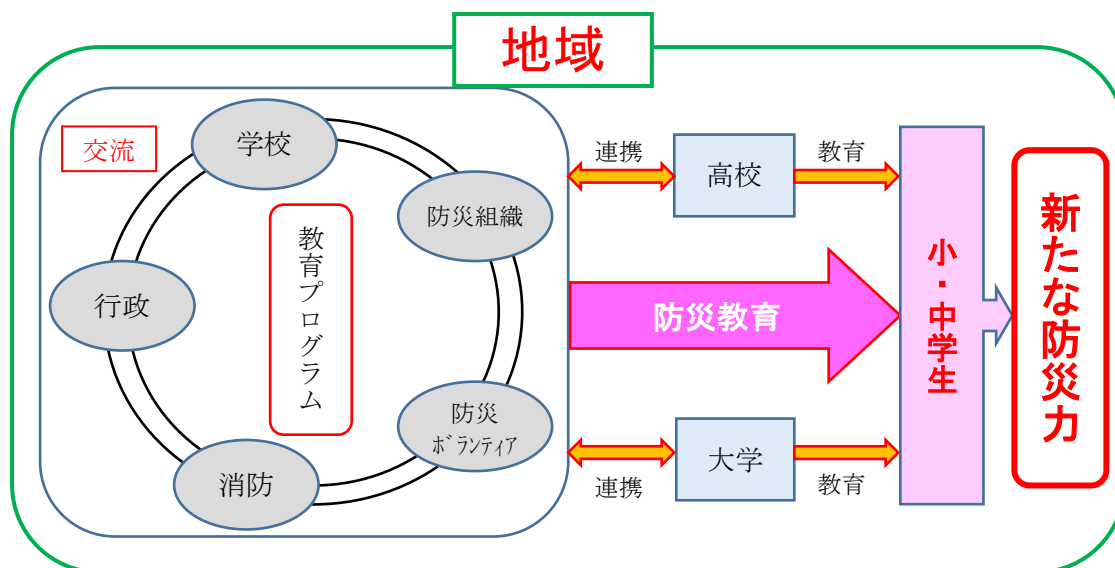 地域
交流
学校
防災組織
行政
教育プログラム
防災
ﾎﾞﾗﾝﾃｨｱ
消防
連携
高校
教育
防災教育
連携
大学
教育
小・中学生
新たな防災力